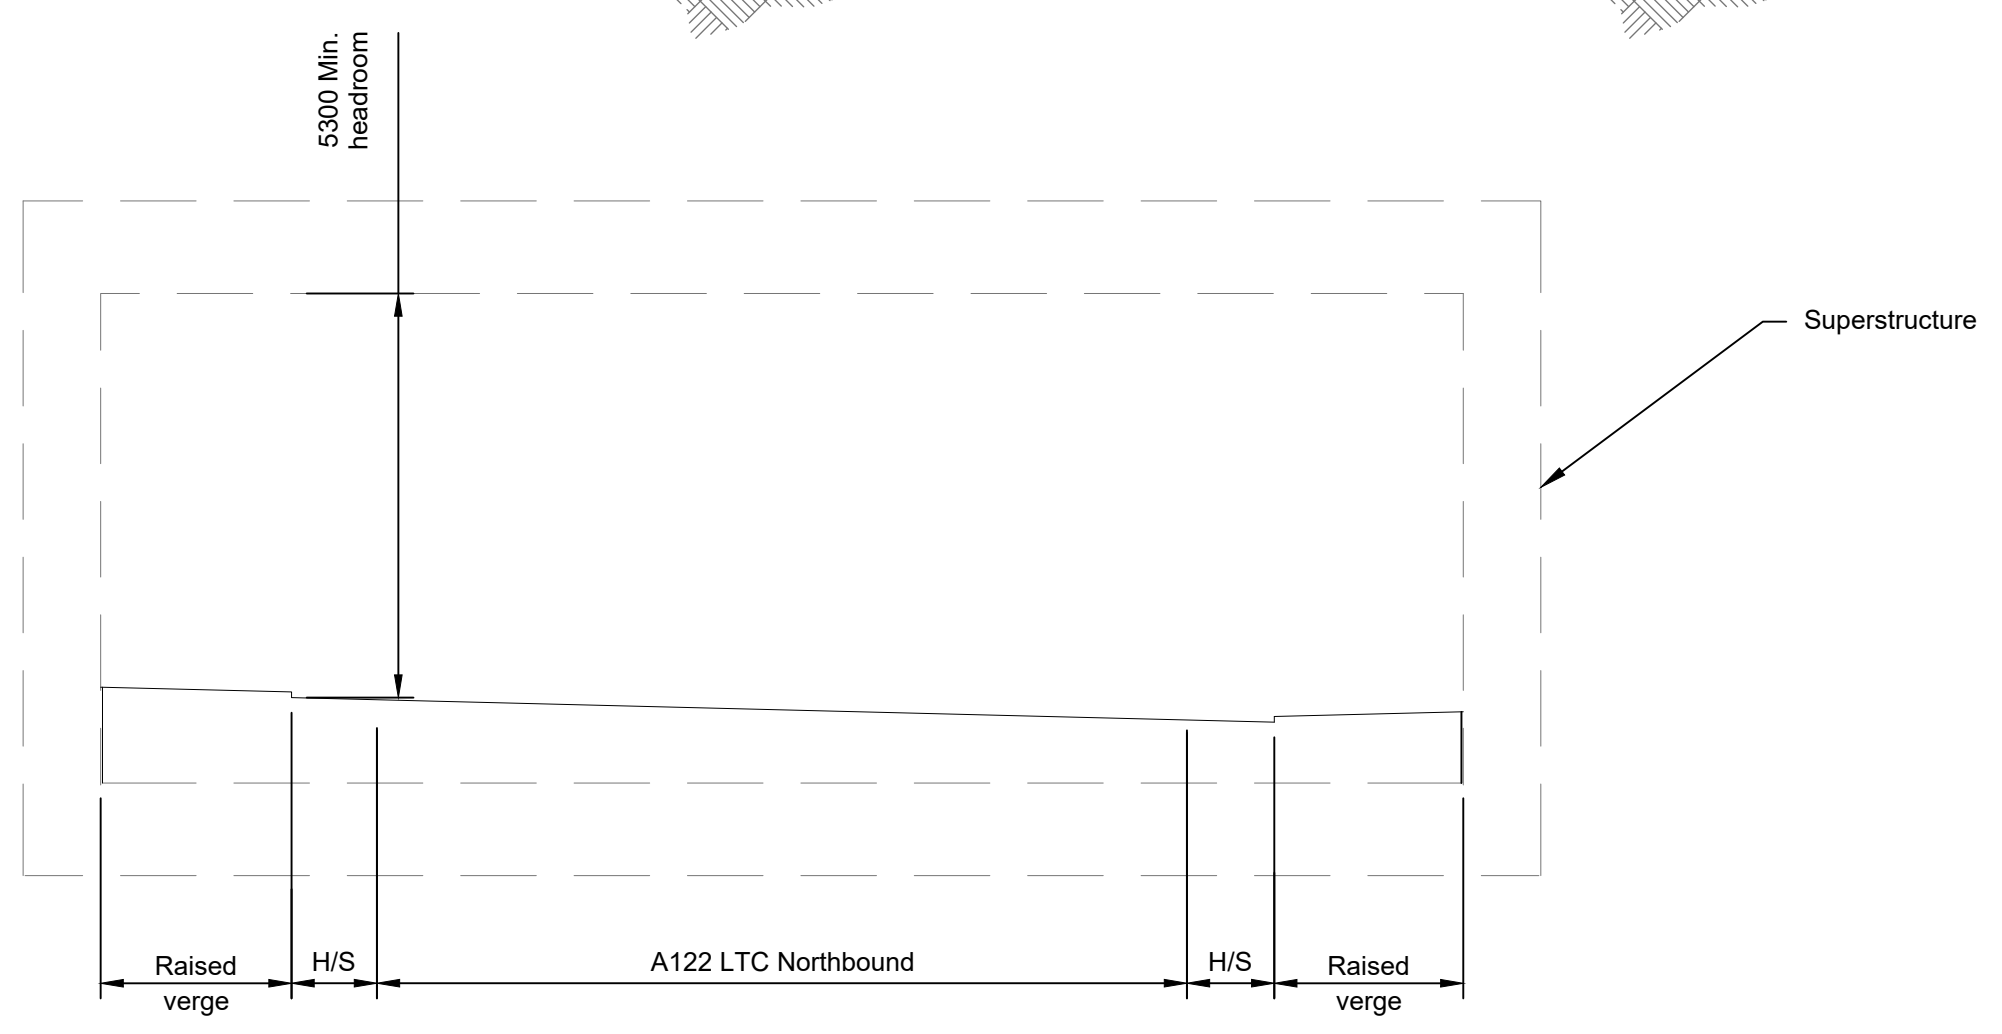 5300 Min.
headroom
Superstructure
Raised
verge
H/S
A122 LTC Northbound
H/S
Raised
verge